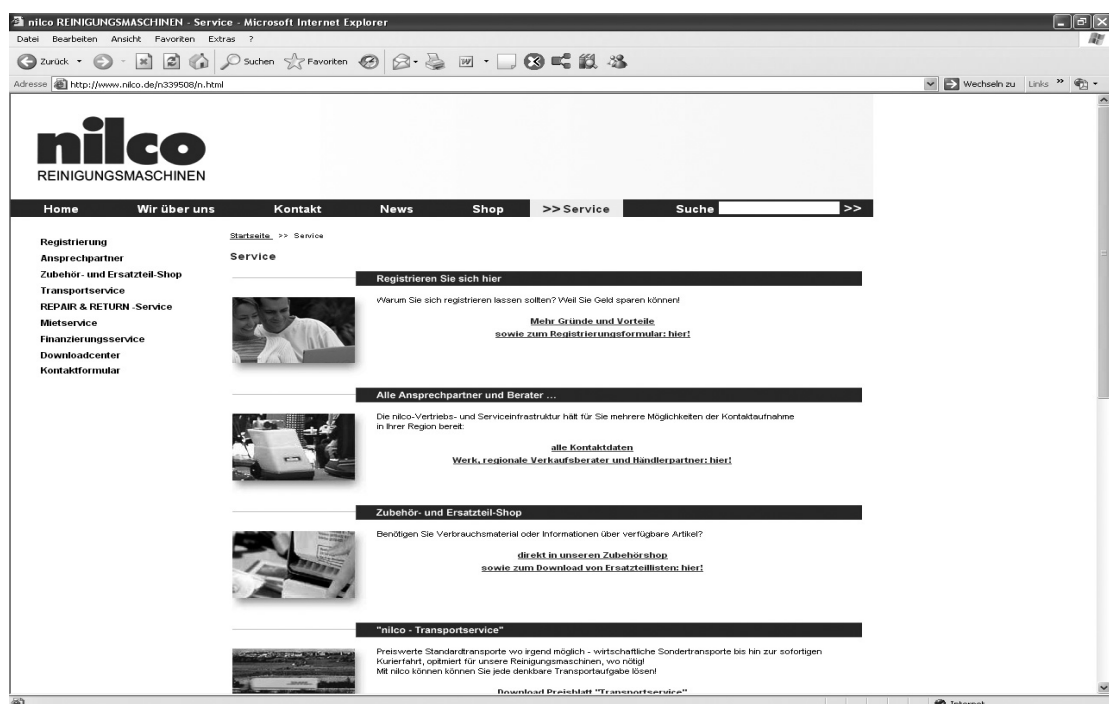 nilco REINIGUNGSMASCHINEN - Service - Microsoft Internet Explorer
Datei Bearbeiten Ansicht Favoriten Extras ?
Zurück Suchen Favoriten
Adresse http://www.nilco.de/n339508/n.html Wechseln zu Links »
nilco
REINIGUNGSMASCHINEN
Home Wir über uns Kontakt News Shop >> Service Suche >>
Startseite >> Service
Service
Registrierung
Ansprechpartner
Zubehör- und Ersatzteil-Shop
Transportservice
REPAIR & RETURN -Service
Mietservice
Finanzierungsservice
Downloadcenter
Kontaktformular
Registrieren Sie sich hier
Warum Sie sich registrieren lassen sollten? Weil Sie Geld sparen können!
Mehr Gründe und Vorteile
sowie zum Registrierungsformular: hier!
Alle Ansprechpartner und Berater ...
Die nilco-Vertriebs- und Serviceinfrastruktur hält für Sie mehrere Möglichkeiten der Kontaktaufnahme
in Ihrer Region bereit:
alle Kontaktdaten
Werk, regionale Verkaufsberater und Händlerpartner: hier!
Zubehör- und Ersatzteil-Shop
Benötigen Sie Verbrauchsmaterial oder Informationen über verfügbare Artikel?
direkt in unseren Zubehörshop
sowie zum Download von Ersatzteillisten: hier!
"nilco - Transportservice"
Preiswerte Standardtransporte wo irgend möglich - wirtschaftliche Sondertransporte bis hin zur sofortigen
Kurierfahrt, opitmiert für unsere Reinigungsmaschinen, wo nötig!
Mit nilco können können Sie jede denkbare Transportaufgabe lösen!
Download Preisblatt "Transportservice"
Internet